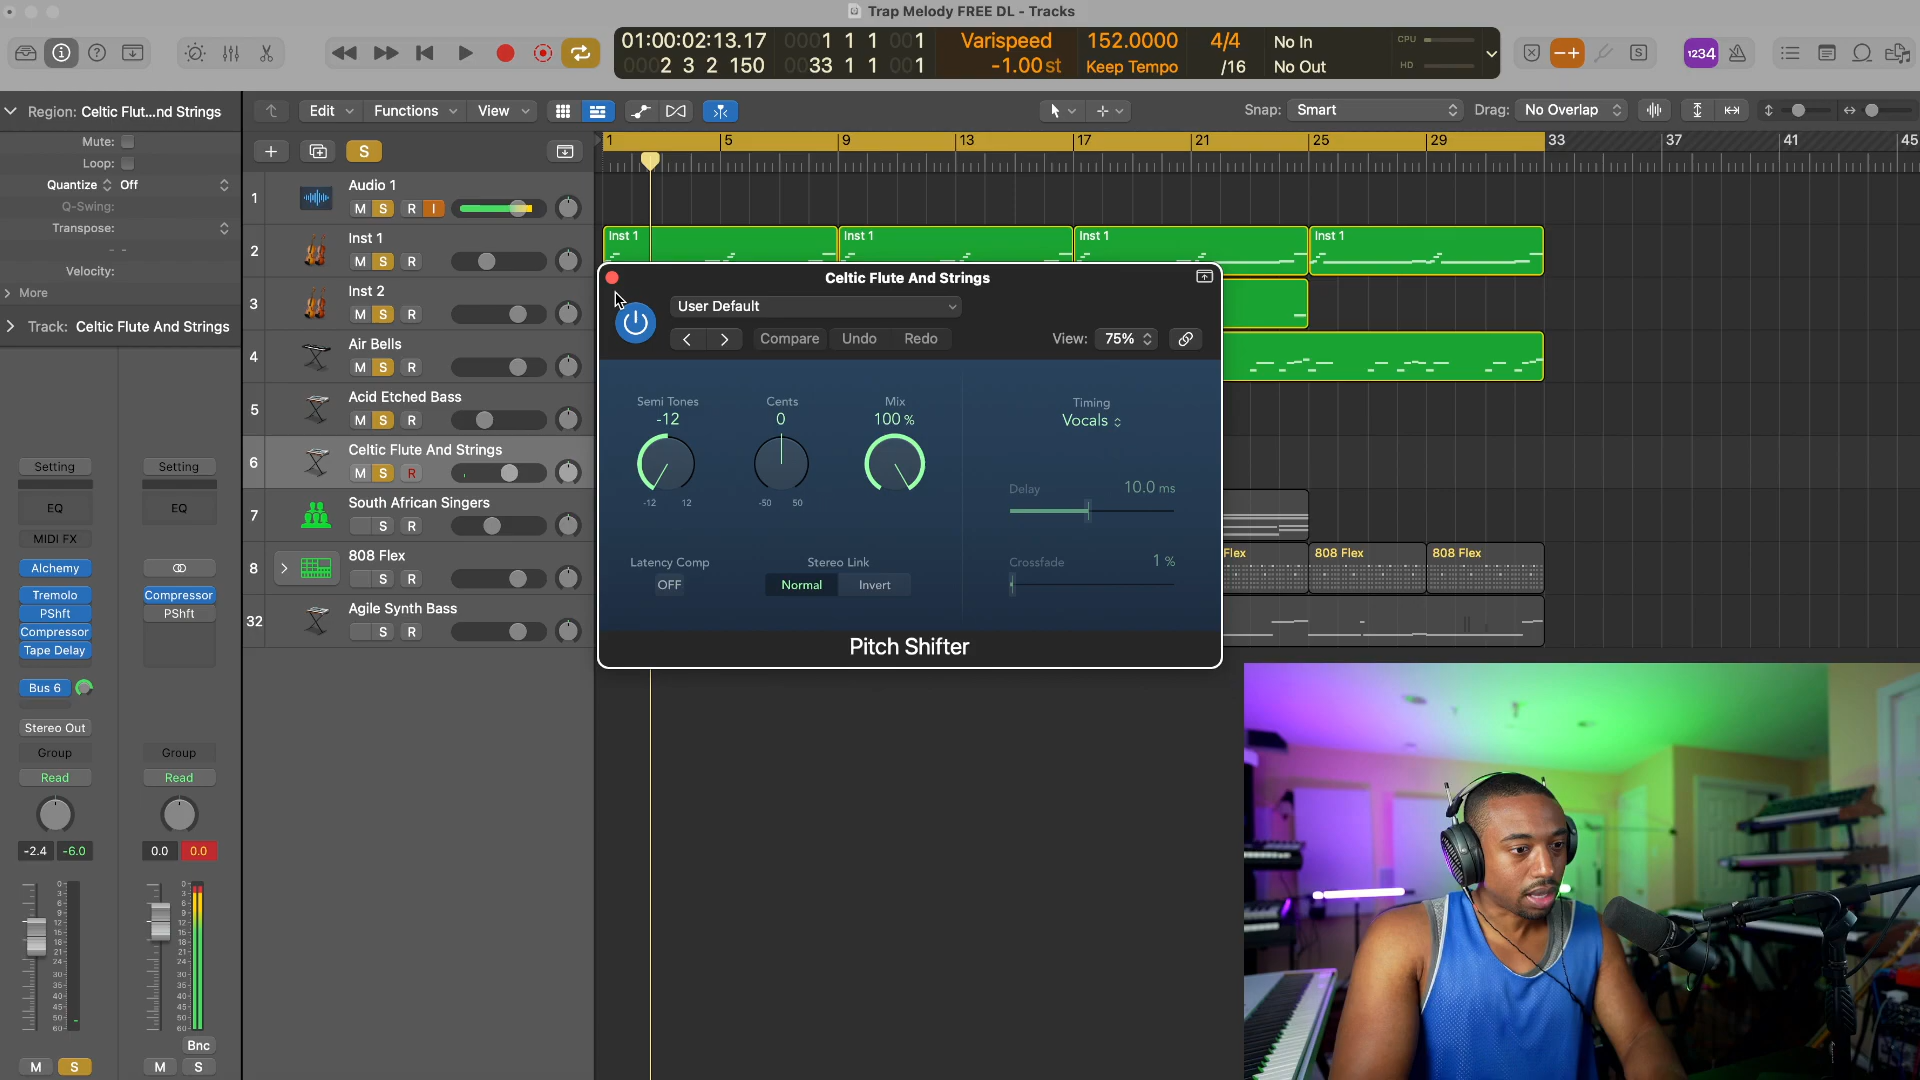 Trap Melody FREE DL - Tracks
01:00:02:13.17
0001 1 1 001
Varispeed
152.0000
4/4
No In
CPU
0002 3 2 150
0033 1 1 001
-1.00 st
Keep Tempo
/16
No Out
HD
1234
Region: Celtic Flut...nd Strings
Edit
Functions
View
Snap: Smart
Drag: No Overlap
Mute:
Loop:
Quantize Off
Q-Swing:
Transpose:
Velocity:
More
Track: Celtic Flute And Strings
S
1 5 9 13 17 21 25 29 33 37 41 45
1 Audio 1
M S R I
2 Inst 1
M S R
3 Inst 2
M S R
4 Air Bells
M S R
5 Acid Etched Bass
M S R
6 Celtic Flute And Strings
M S R
7 South African Singers
S R
8 808 Flex
S R
32 Agile Synth Bass
S R
Inst 1 Inst 1 Inst 1 Inst 1
Flex 808 Flex 808 Flex
Celtic Flute And Strings
User Default
Compare Undo Redo
View: 75%
Semi Tones
-12
-12 12
Cents
0
-50 50
Mix
100 %
Timing
Vocals
Delay 10.0 ms
Latency Comp
OFF
Stereo Link
Normal Invert
Crossfade 1 %
Pitch Shifter
Setting Setting
EQ EQ
MIDI FX
Alchemy
Tremolo
PShft
Compressor
Tape Delay
Compressor
PShft
Bus 6
Stereo Out
Group Group
Read Read
-2.4 -6.0
0.0 0.0
Bnc
M S
M S